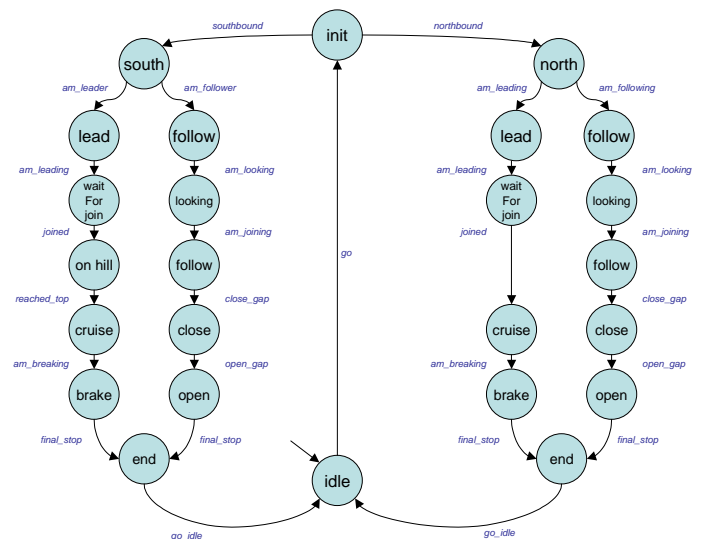 southbound
init
northbound
south
north
am_leader
am_follower
am_leading
am_following
lead
follow
lead
follow
am_leading
am_looking
am_leading
am_looking
wait
For
join
looking
wait
For
join
looking
joined
am_joining
joined
am_joining
go
on hill
follow
follow
reached_top
close_gap
close_gap
cruise
close
cruise
close
am_breaking
open_gap
am_breaking
open_gap
brake
open
brake
open
final_stop
final_stop
final_stop
final_stop
end
end
idle
go_idle
go_idle